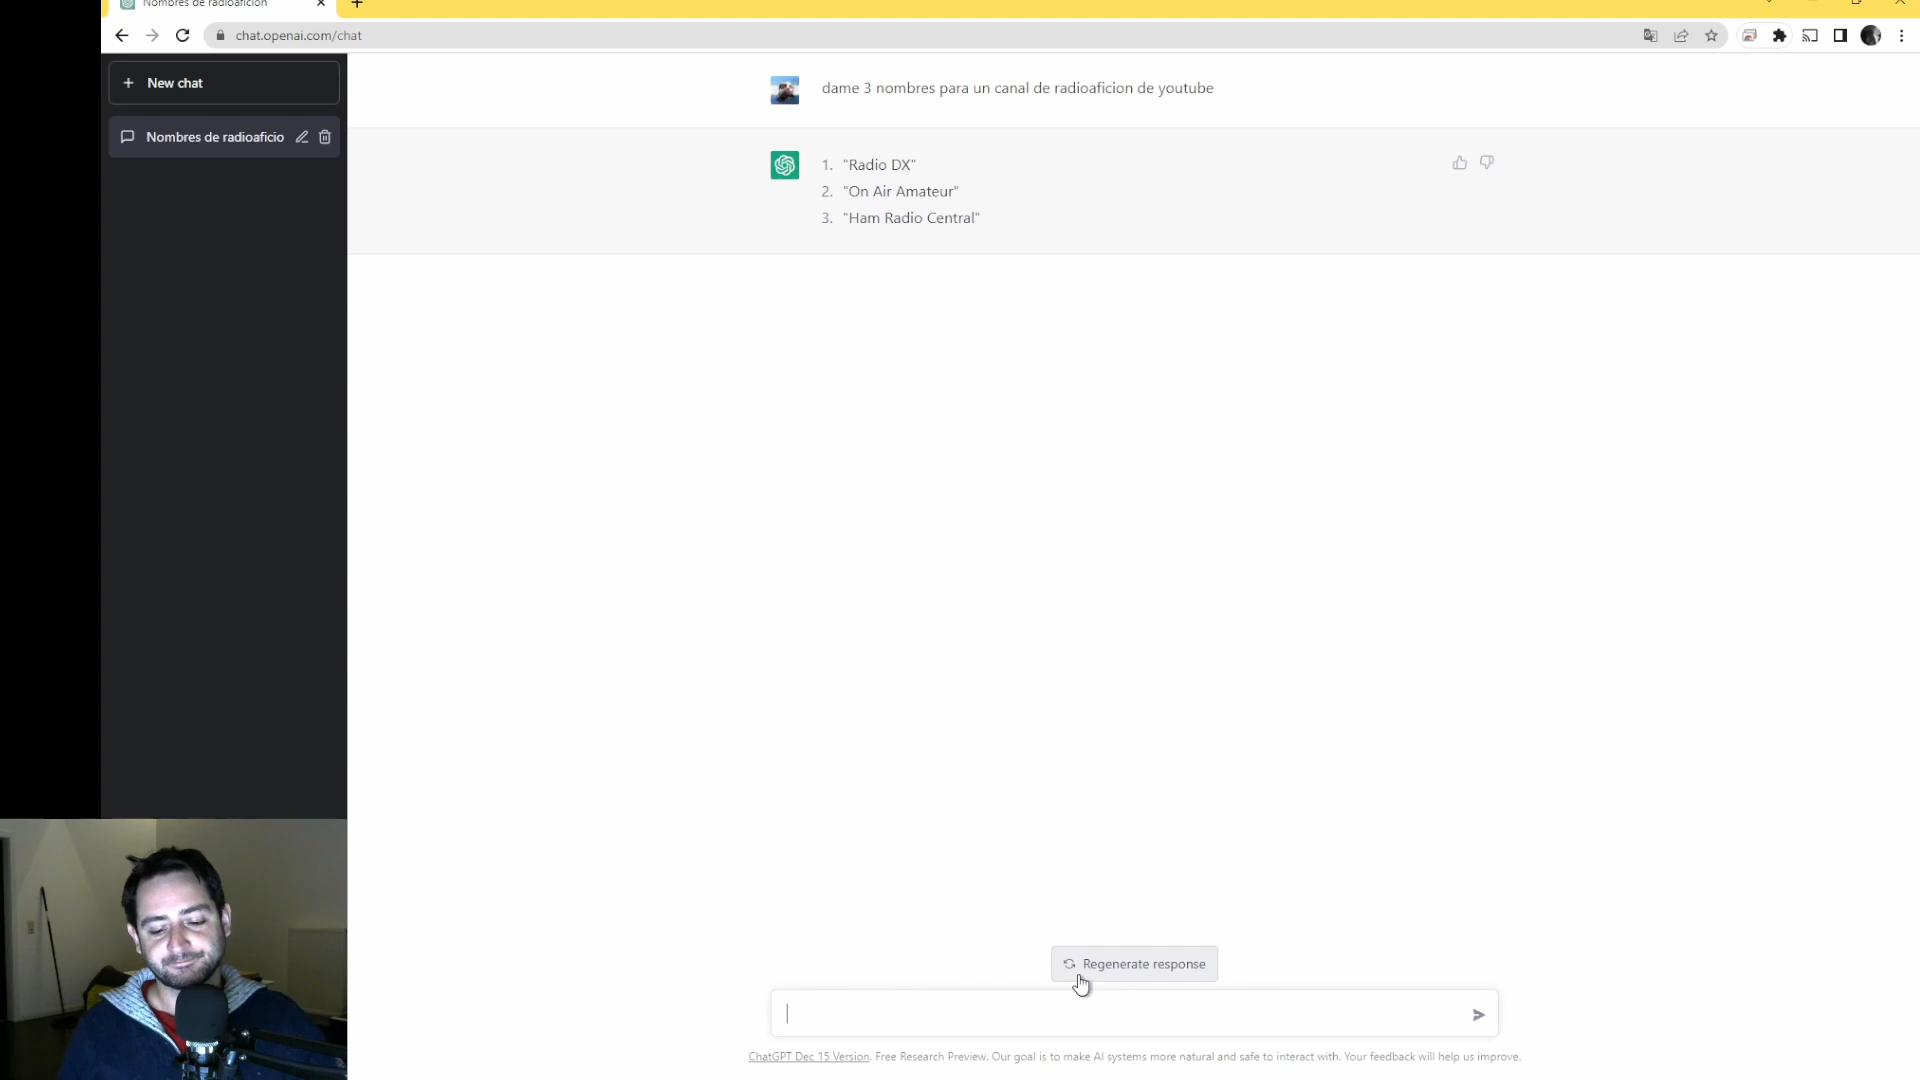 Nombres de radioafición
chat.openai.com/chat
New chat
Nombres de radioaficio
dame 3 nombres para un canal de radioaficion de youtube
1. "Radio DX"
2. "On Air Amateur"
3. "Ham Radio Central"
Regenerate response
ChatGPT Dec 15 Version. Free Research Preview. Our goal is to make AI systems more natural and safe to interact with. Your feedback will help us improve.